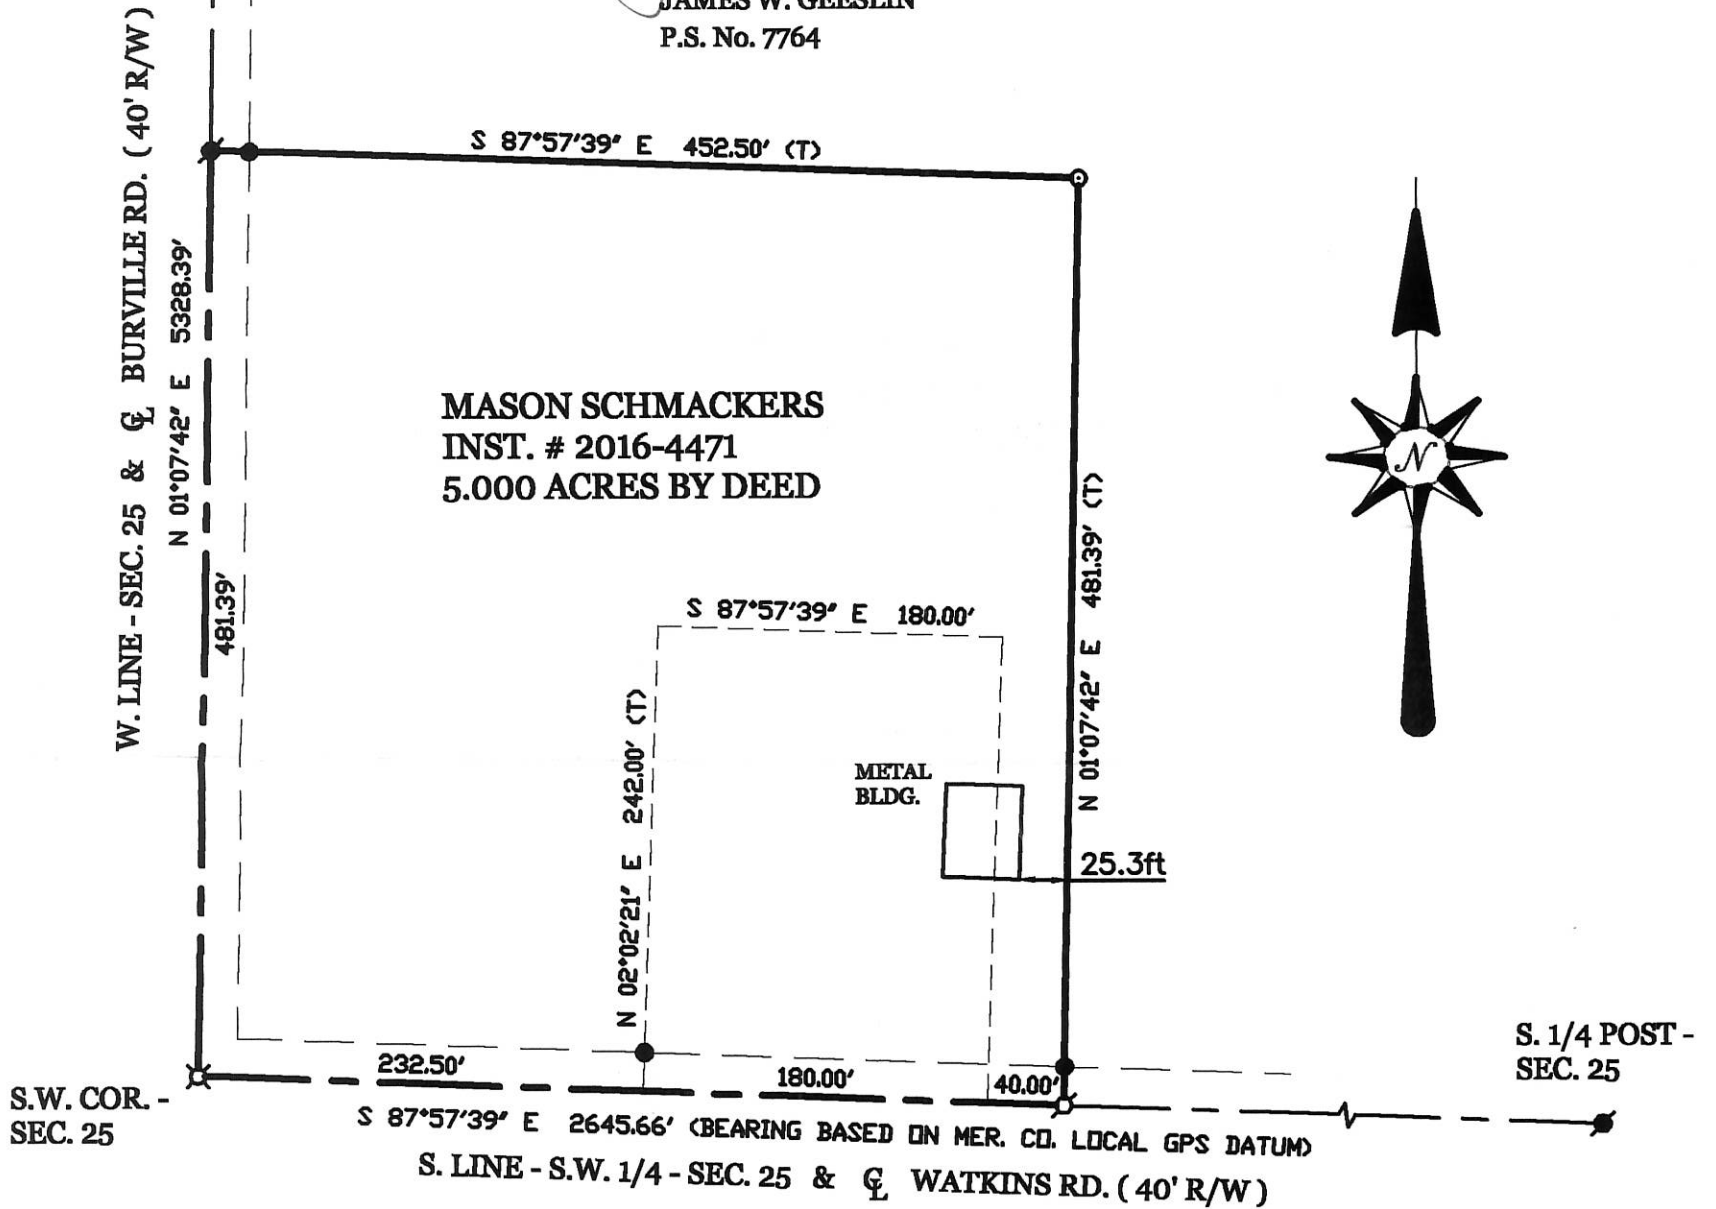 JAMES W. GEESLIN
P.S. No. 7764
W. LINE - SEC. 25 & ℄ BURVILLE RD. ( 40' R/W )
N 01°07'42" E 5328.39'
481.39'
S 87°57'39" E 452.50' (T)
MASON SCHMACKERS
INST. # 2016-4471
5.000 ACRES BY DEED
N 01°07'42" E 481.39' (T)
S 87°57'39" E 180.00'
N 02°02'21" E 242.00' (T)
METAL
BLDG.
25.3ft
N
232.50'
180.00'
40.00'
S.W. COR. -
SEC. 25
S. 1/4 POST -
SEC. 25
S 87°57'39" E 2645.66' (BEARING BASED ON MER. CO. LOCAL GPS DATUM)
S. LINE - S.W. 1/4 - SEC. 25 & ℄ WATKINS RD. ( 40' R/W )